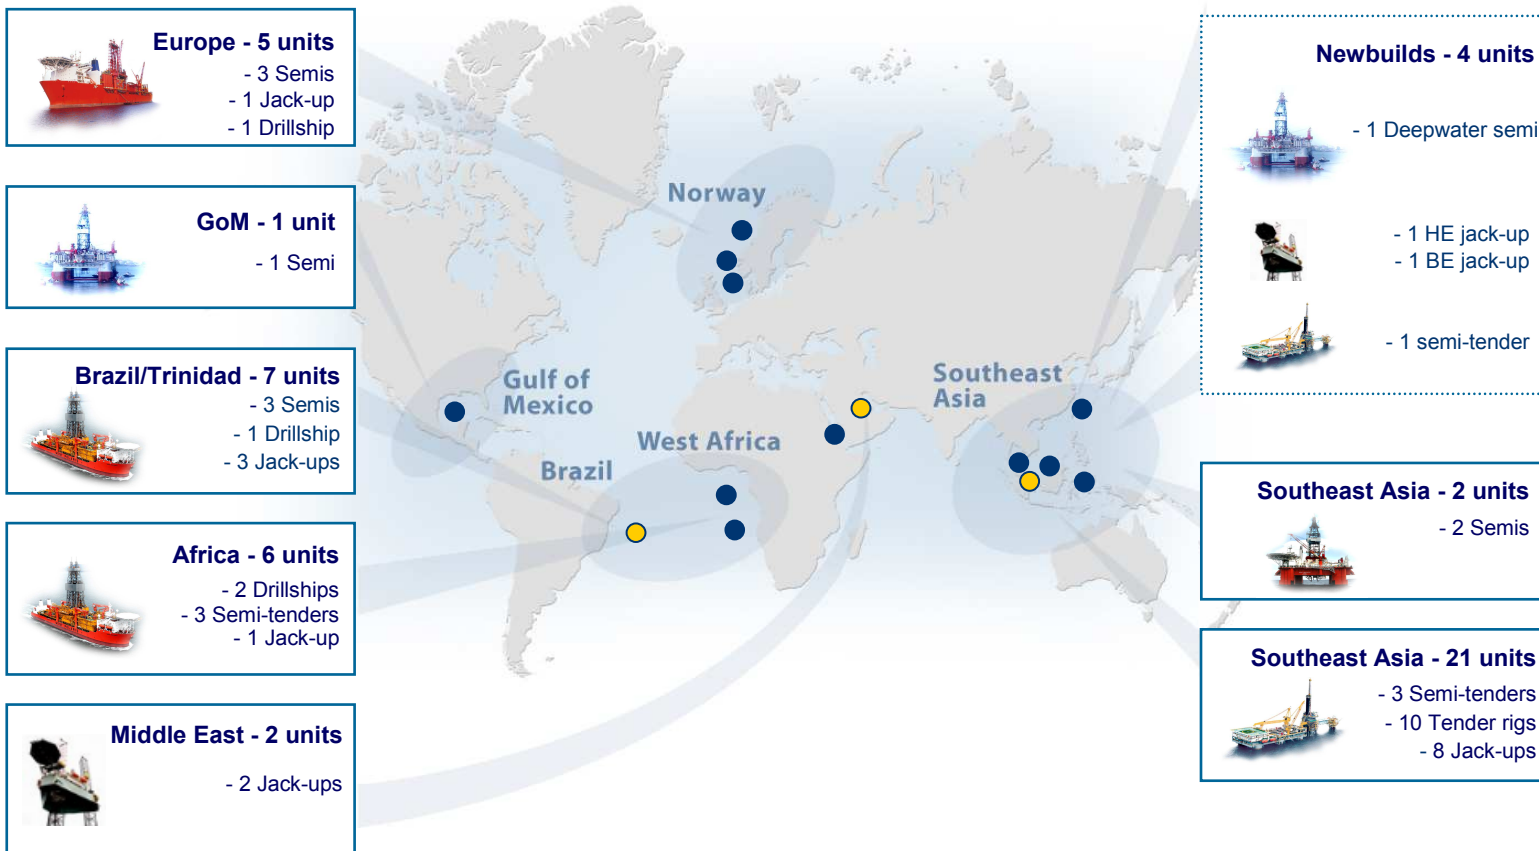 Europe - 5 units
- 3 Semis
- 1 Jack-up
- 1 Drillship
GoM - 1 unit
- 1 Semi
Brazil/Trinidad - 7 units
- 3 Semis
- 1 Drillship
- 3 Jack-ups
Africa - 6 units
- 2 Drillships
- 3 Semi-tenders
- 1 Jack-up
Middle East - 2 units
- 2 Jack-ups
Norway
Gulf of
Mexico
West Africa
Brazil
Southeast
Asia
Newbuilds - 4 units
- 1 Deepwater semi
- 1 HE jack-up
- 1 BE jack-up
- 1 semi-tender
Southeast Asia - 2 units
- 2 Semis
Southeast Asia - 21 units
- 3 Semi-tenders
- 10 Tender rigs
- 8 Jack-ups